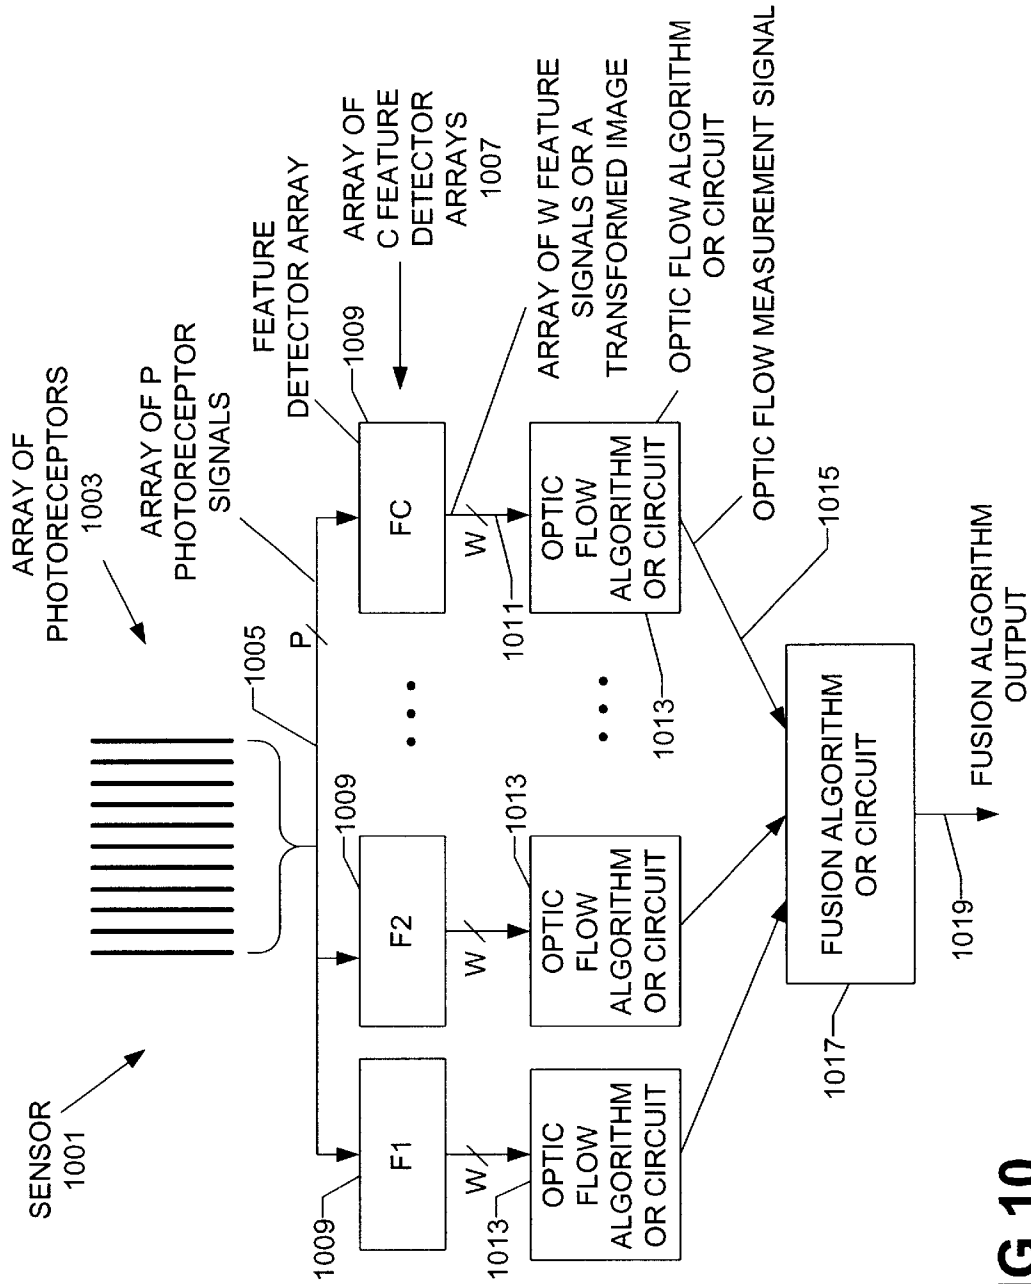 ARRAY OF
PHOTORECEPTORS
1003
ARRAY OF P
PHOTORECEPTOR
SIGNALS
SENSOR
1001
1005
P
FEATURE
DETECTOR ARRAY
ARRAY OF
C FEATURE
DETECTOR
ARRAYS
1007
1009
F1
1009
F2
1009
FC
W
W
W
1011
ARRAY OF W FEATURE
SIGNALS OR A
TRANSFORMED IMAGE
1013
OPTIC
FLOW
ALGORITHM
OR CIRCUIT
1013
OPTIC
FLOW
ALGORITHM
OR CIRCUIT
1013
OPTIC
FLOW
ALGORITHM
OR CIRCUIT
OPTIC FLOW ALGORITHM
OR CIRCUIT
OPTIC FLOW MEASUREMENT SIGNAL
1015
1017
FUSION ALGORITHM
OR CIRCUIT
1019
FUSION ALGORITHM
OUTPUT
IG 10